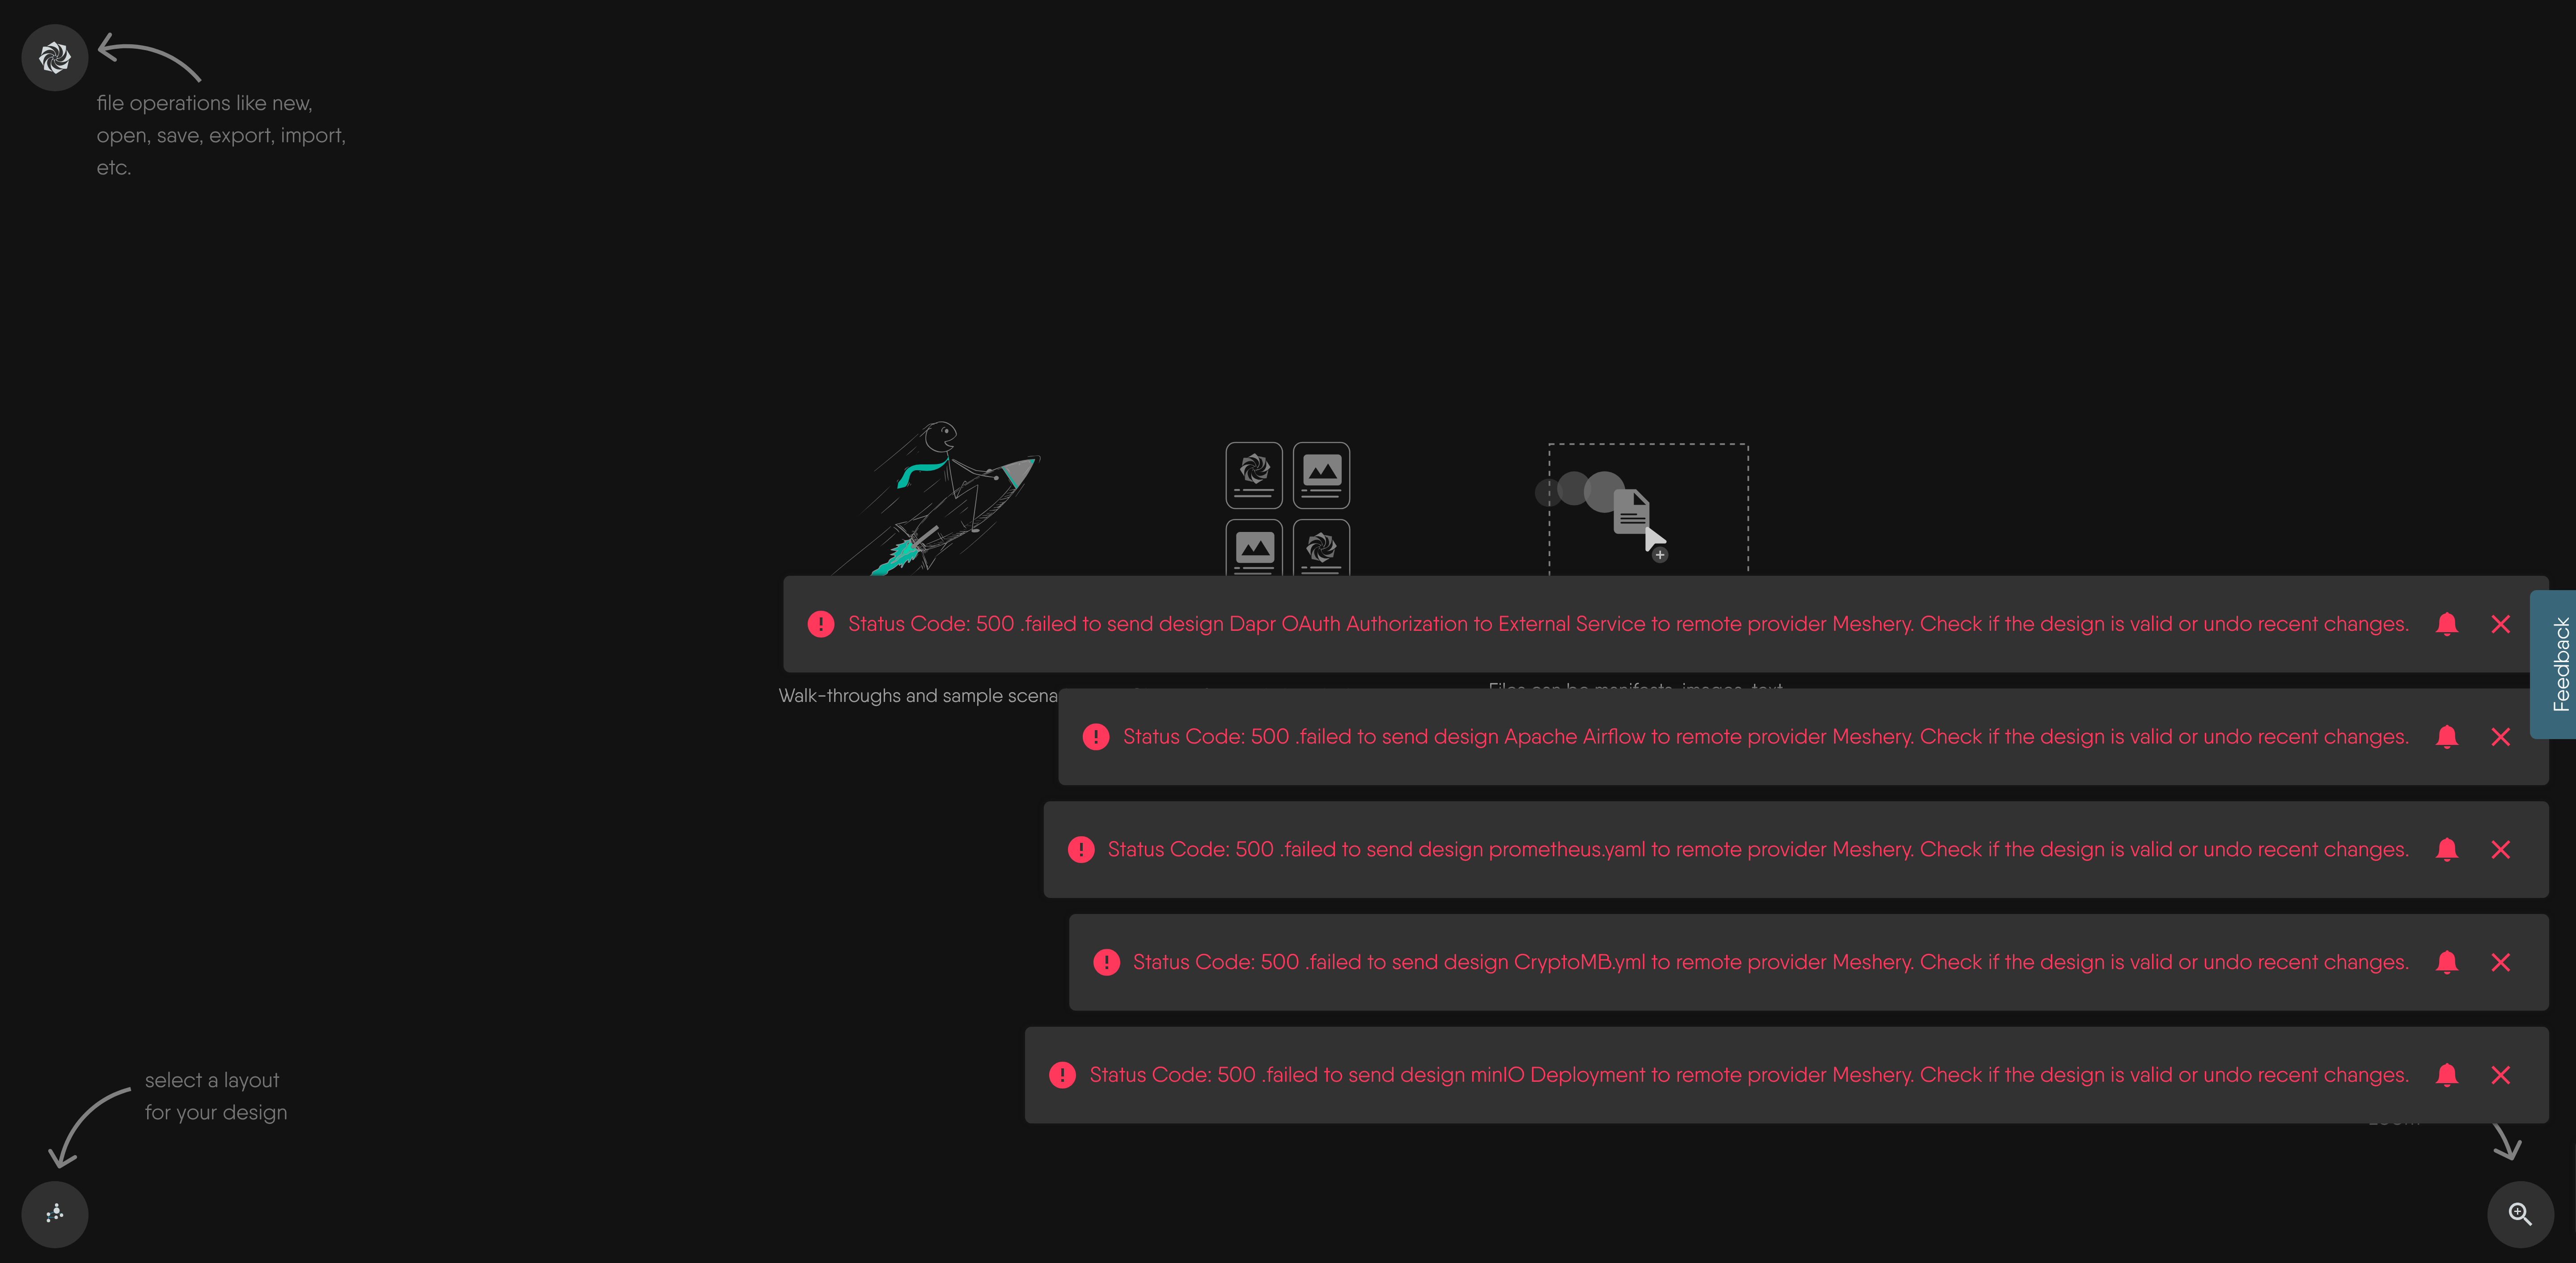 file operations like new,
open, save, export, import,
etc.
Status Code: 500 .failed to send design Dapr OAuth Authorization to External Service to remote provider Meshery. Check if the design is valid or undo recent changes.
Feedback
Walk-throughs and sample scena
Files can be manifests, images, text
Status Code: 500 .failed to send design Apache Airflow to remote provider Meshery. Check if the design is valid or undo recent changes.
Status Code: 500 .failed to send design prometheus.yaml to remote provider Meshery. Check if the design is valid or undo recent changes.
Status Code: 500 .failed to send design CryptoMB.yml to remote provider Meshery. Check if the design is valid or undo recent changes.
Status Code: 500 .failed to send design minIO Deployment to remote provider Meshery. Check if the design is valid or undo recent changes.
select a layout
for your design